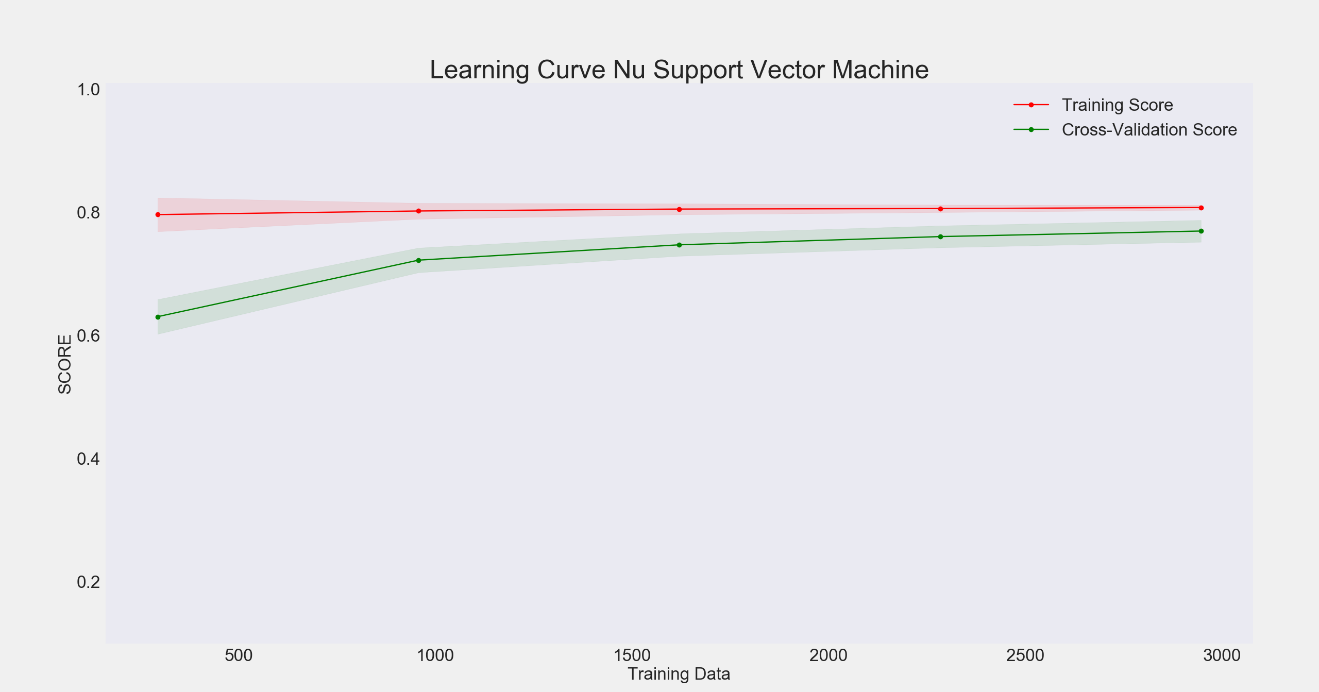 Learning Curve Nu Support Vector Machine
Training Score
Cross-Validation Score
1.0
0.8
0.6
0.4
0.2
SCORE
500 1000 1500 2000 2500 3000
Training Data